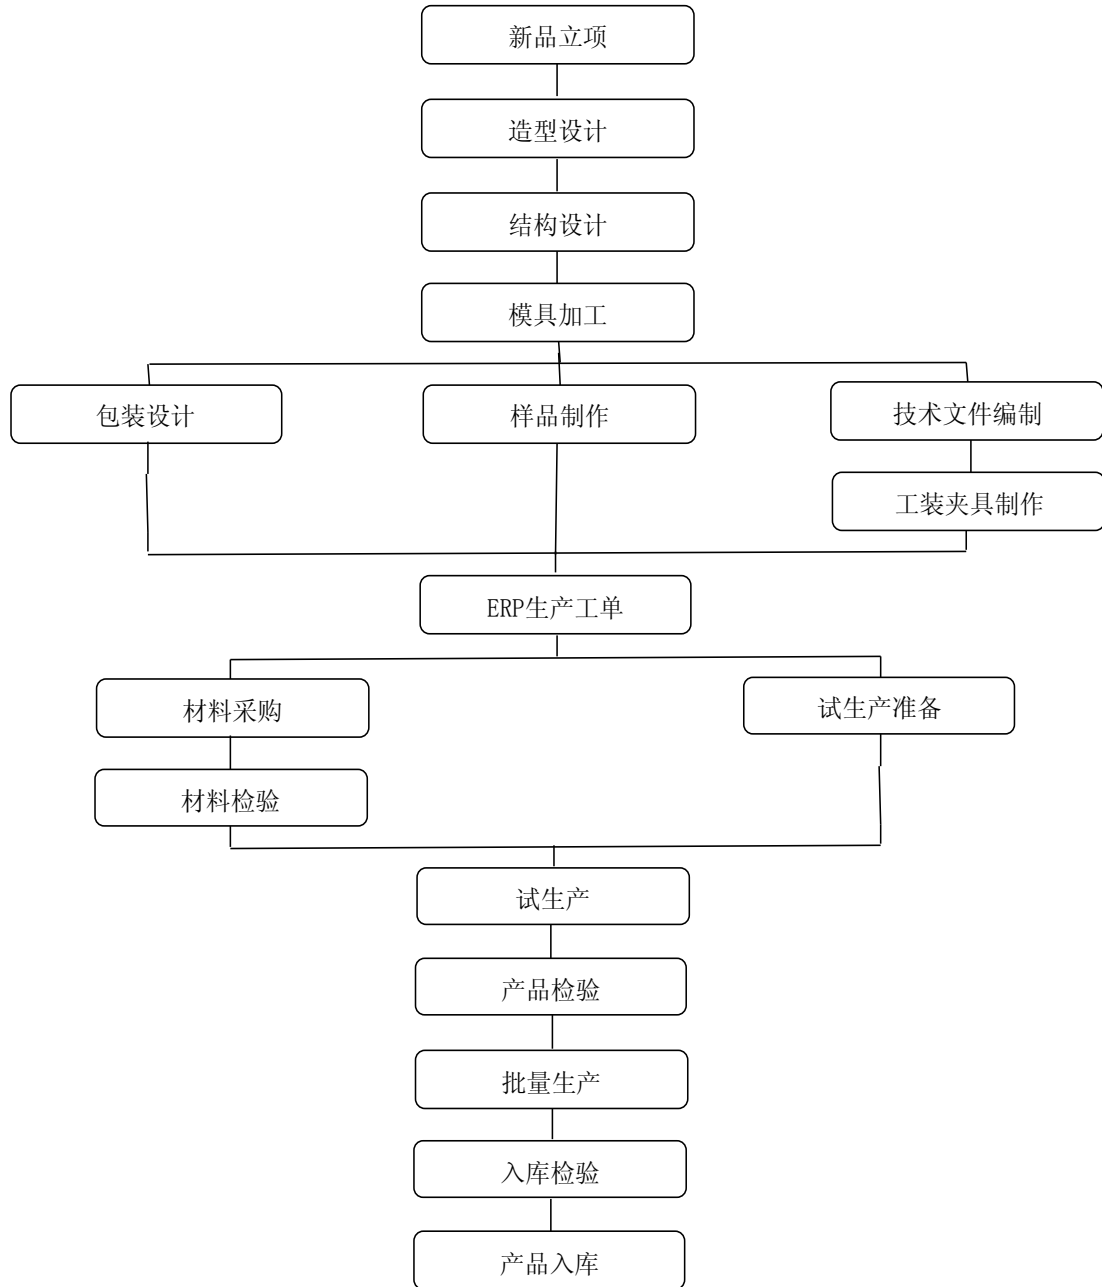 新品立项
造型设计
结构设计
模具加工
包装设计
样品制作
技术文件编制
工装夹具制作
ERP生产工单
材料采购
试生产准备
材料检验
试生产
产品检验
批量生产
入库检验
产品入库